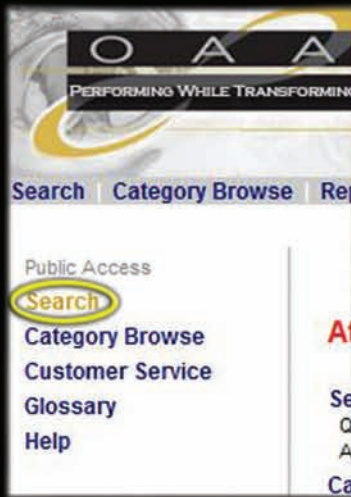 O A A
PERFORMING WHILE TRANSFORMING
Search Category Browse
Public Access
Search
Category Browse
Customer Service
Glossary
Help